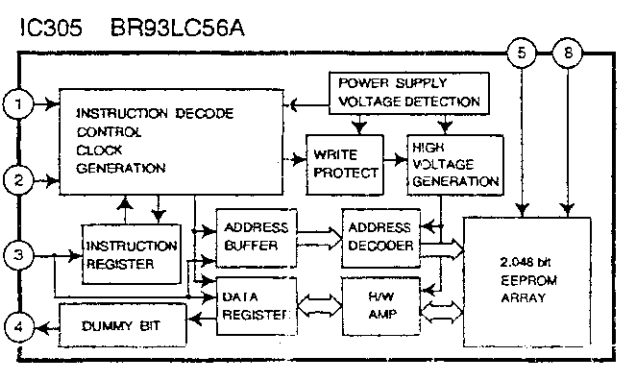 IC305 BR93LC56A
5 8
POWER SUPPLY
VOLTAGE DETECTION
1
INSTRUCTION DECODE
CONTROL
CLOCK
GENERATION
2
WRITE
PROTECT
HIGH
VOLTAGE
GENERATION
3
INSTRUCTION
REGISTER
ADDRESS
BUFFER
ADDRESS
DECODER
2,048 bit
EEPROM
ARRAY
DATA
REGISTER
R/W
AMP
4
DUMMY BIT